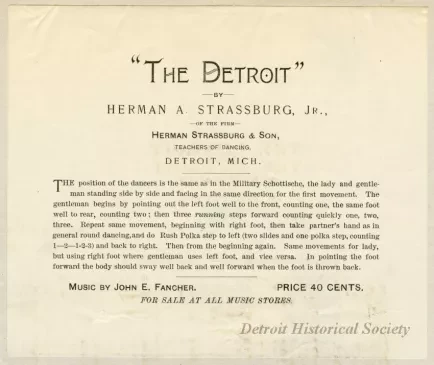 "THE DETROIT"
—BY—
HERMAN A. STRASSBURG, JR.,
—OF THE FIRM—
HERMAN STRASSBURG & SON,
TEACHERS OF DANCING,
DETROIT, MICH.
THE position of the dancers is the same as in the Military Schottische, the lady and gentle-
man standing side by side and facing in the same direction for the first movement. The
gentleman begins by pointing out the left foot well to the front, counting one, the same foot
well to rear, counting two; then three running steps forward counting quickly one, two,
three. Repeat same movement, beginning with right foot, then take partner's hand as in
general round dancing, and do Rush Polka step to left (two slides and one polka step, counting
1—2—1-2-3) and back to right. Then from the beginning again. Same movements for lady,
but using right foot where gentleman uses left foot, and vice versa. In pointing the foot
forward the body should sway well back and well forward when the foot is thrown back.
MUSIC BY JOHN E. FANCHER. PRICE 40 CENTS.
FOR SALE AT ALL MUSIC STORES.
Detroit Historical Society